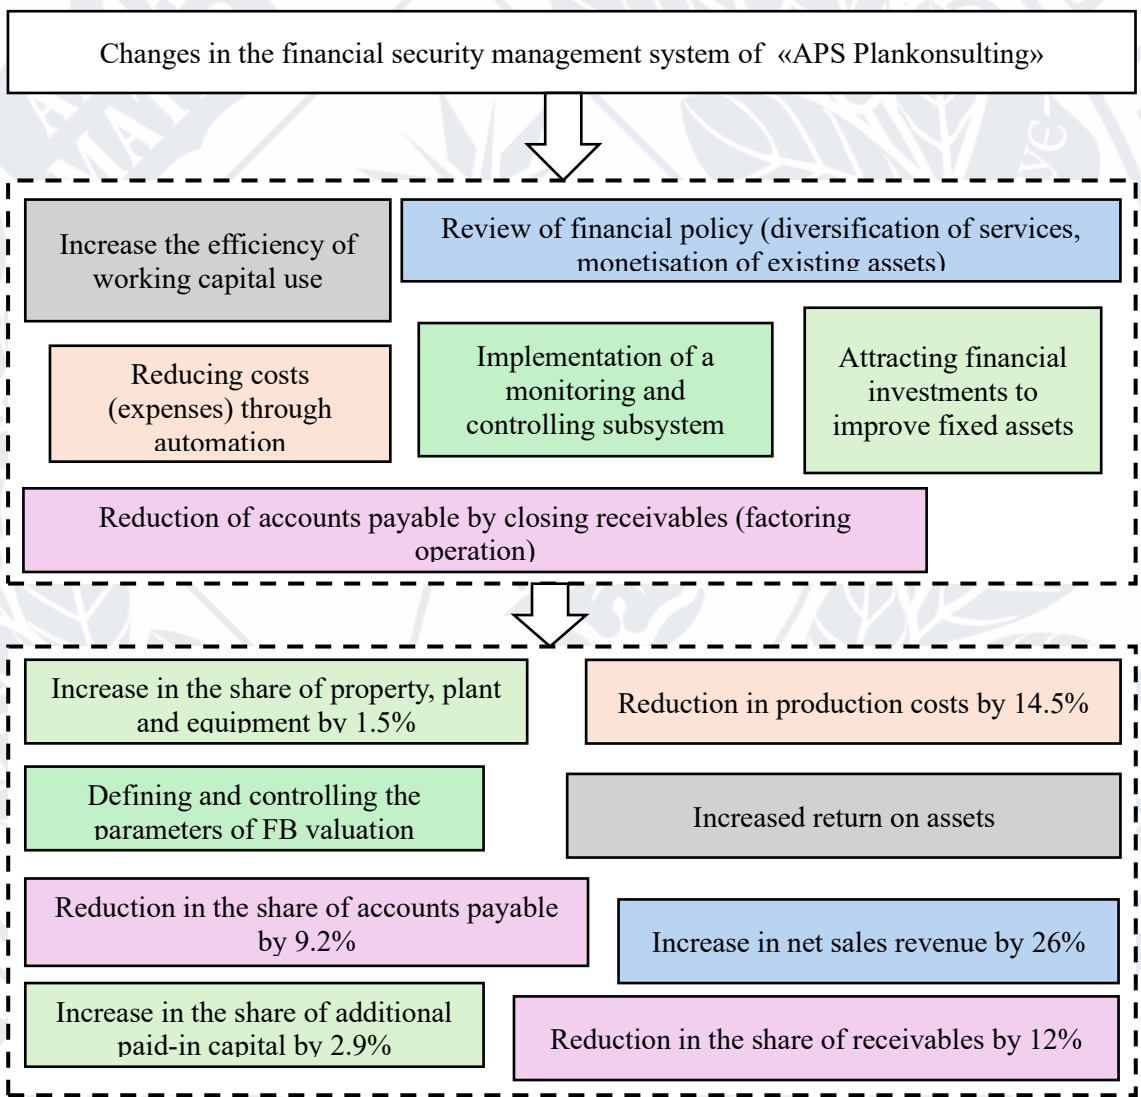 Changes in the financial security management system of «APS Plankonsulting»
Increase the efficiency of
working capital use
Review of financial policy (diversification of services,
monetisation of existing assets)
Reducing costs
(expenses) through
automation
Implementation of a
monitoring and
controlling subsystem
Attracting financial
investments to
improve fixed assets
Reduction of accounts payable by closing receivables (factoring
operation)
Increase in the share of property, plant
and equipment by 1.5%
Reduction in production costs by 14.5%
Defining and controlling the
parameters of FB valuation
Increased return on assets
Reduction in the share of accounts payable
by 9.2%
Increase in net sales revenue by 26%
Increase in the share of additional
paid-in capital by 2.9%
Reduction in the share of receivables by 12%